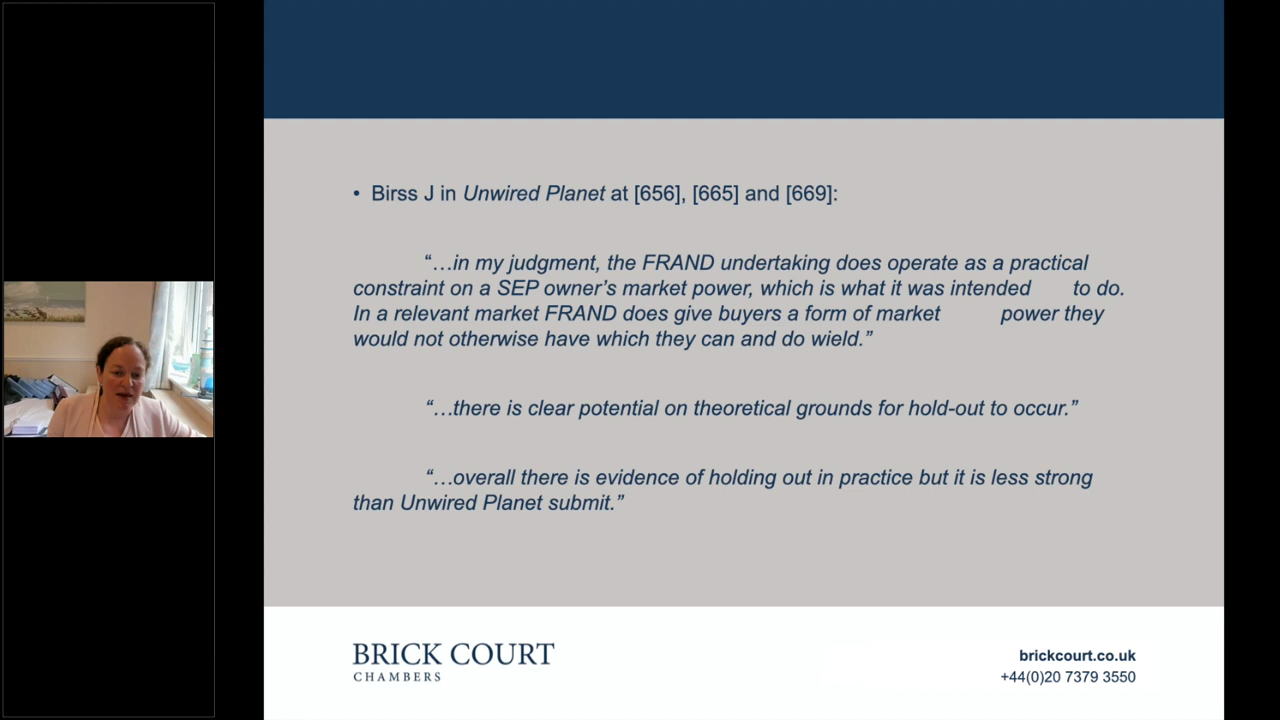 • Birss J in Unwired Planet at [656], [665] and [669]:
“…in my judgment, the FRAND undertaking does operate as a practical
constraint on a SEP owner’s market power, which is what it was intended to do.
In a relevant market FRAND does give buyers a form of market power they
would not otherwise have which they can and do wield.”
“…there is clear potential on theoretical grounds for hold-out to occur.”
“…overall there is evidence of holding out in practice but it is less strong
than Unwired Planet submit.”
BRICK COURT
CHAMBERS
brickcourt.co.uk
+44(0)20 7379 3550